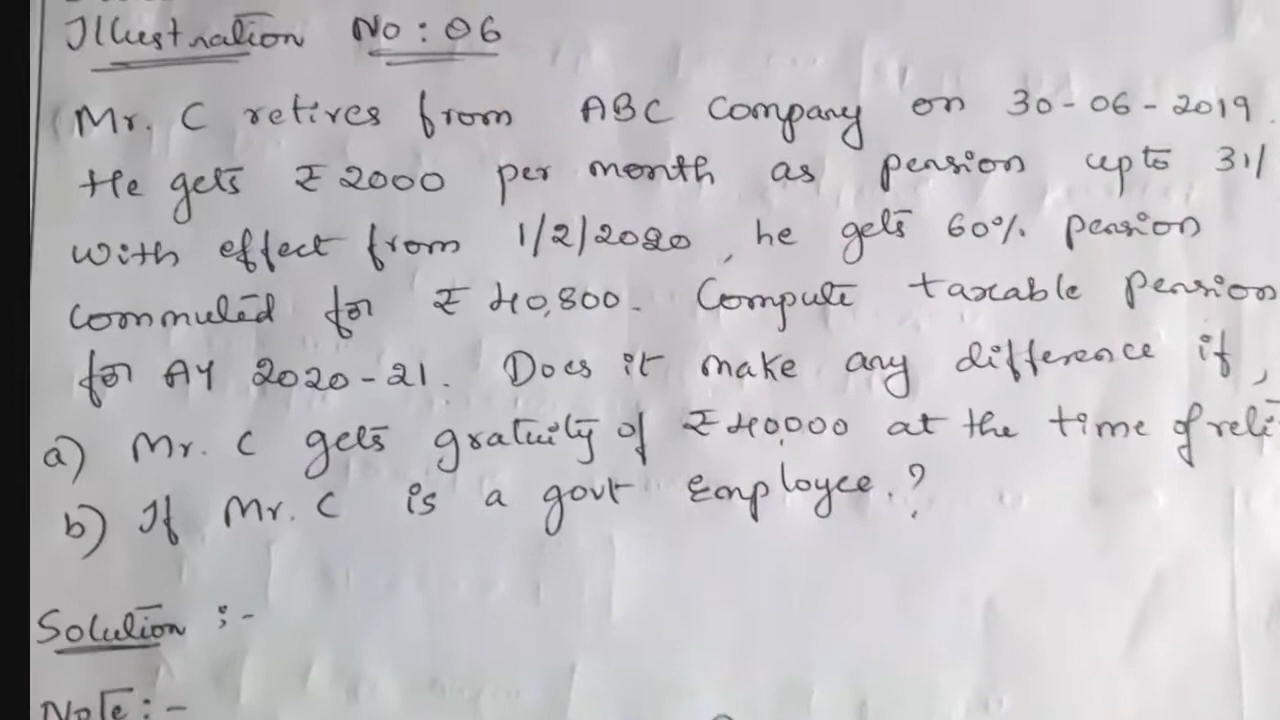 Illustration No : 06
Mr. C retires from ABC Company on 30-06-2019.
He gets ₹ 2000 per month as pension upto 31/
with effect from 1/2/2020, he gets 60% pension
commuted for ₹ 40,800. Compute taxable pension
for AY 2020-21. Does it make any difference if,
a) Mr. C gets gratuity of ₹ 40,000 at the time of reti
b) If Mr. C is a govt Employee.?
Solution :-
Note :-